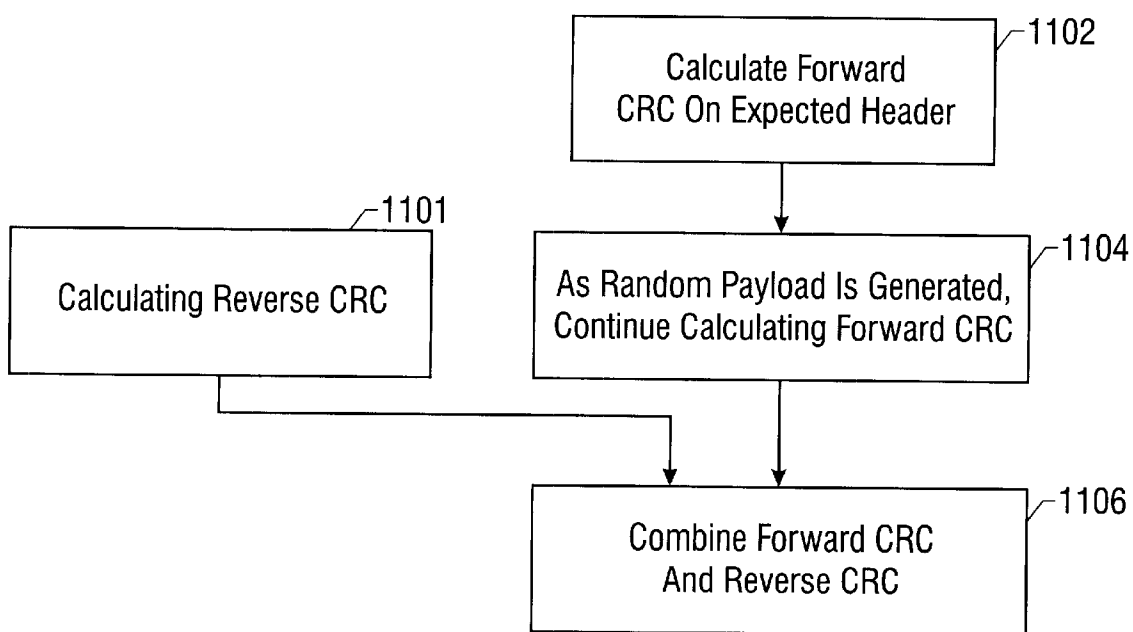 1102
Calculate Forward
CRC On Expected Header
1101
Calculating Reverse CRC
1104
As Random Payload Is Generated,
Continue Calculating Forward CRC
1106
Combine Forward CRC
And Reverse CRC